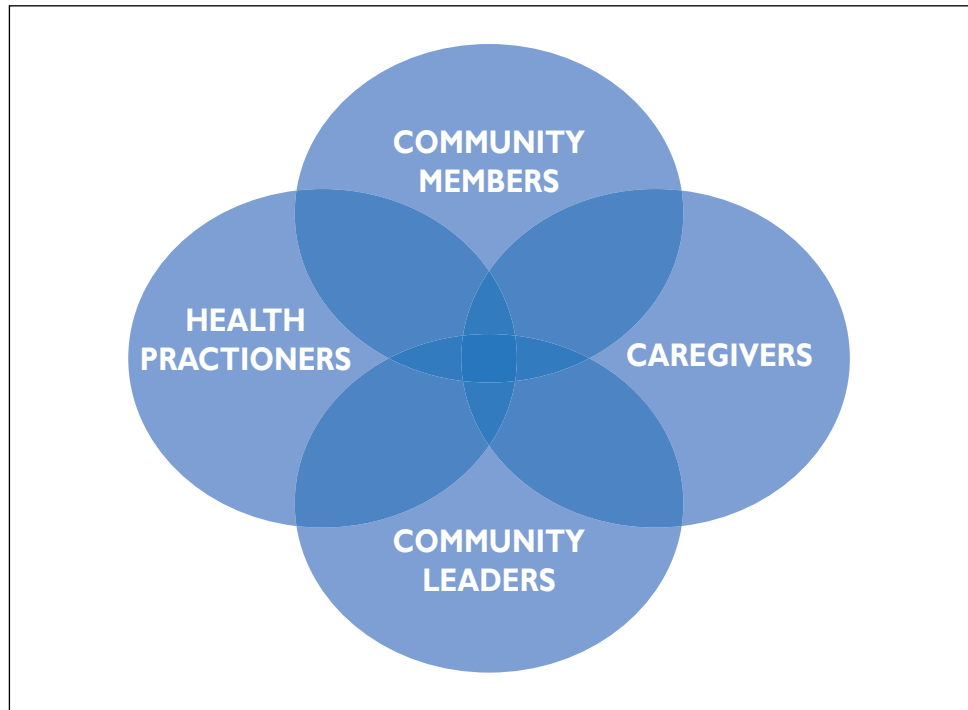 COMMUNITY
MEMBERS
HEALTH
PRACTIONERS
CAREGIVERS
COMMUNITY
LEADERS